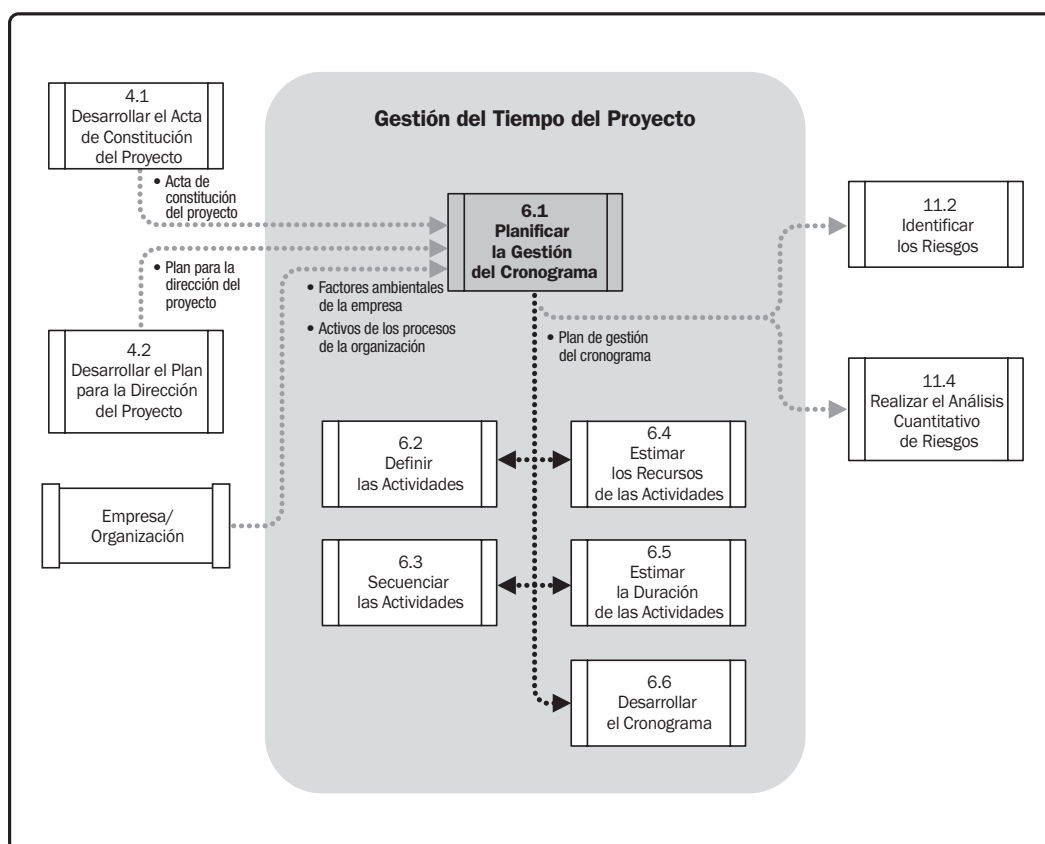 Gestión del Tiempo del Proyecto
4.1
Desarrollar el Acta
de Constitución
del Proyecto
• Acta de
constitución
del proyecto
6.1
Planificar
la Gestión
del Cronograma
11.2
Identificar
los Riesgos
• Plan para la
dirección del
proyecto
• Factores ambientales
de la empresa
• Activos de los procesos
de la organización
• Plan de gestión
del cronograma
4.2
Desarrollar el Plan
para la Dirección
del Proyecto
11.4
Realizar el Análisis
Cuantitativo
de Riesgos
6.2
Definir
las Actividades
6.4
Estimar
los Recursos
de las Actividades
Empresa/
Organización
6.3
Secuenciar
las Actividades
6.5
Estimar
la Duración
de las Actividades
6.6
Desarrollar
el Cronograma